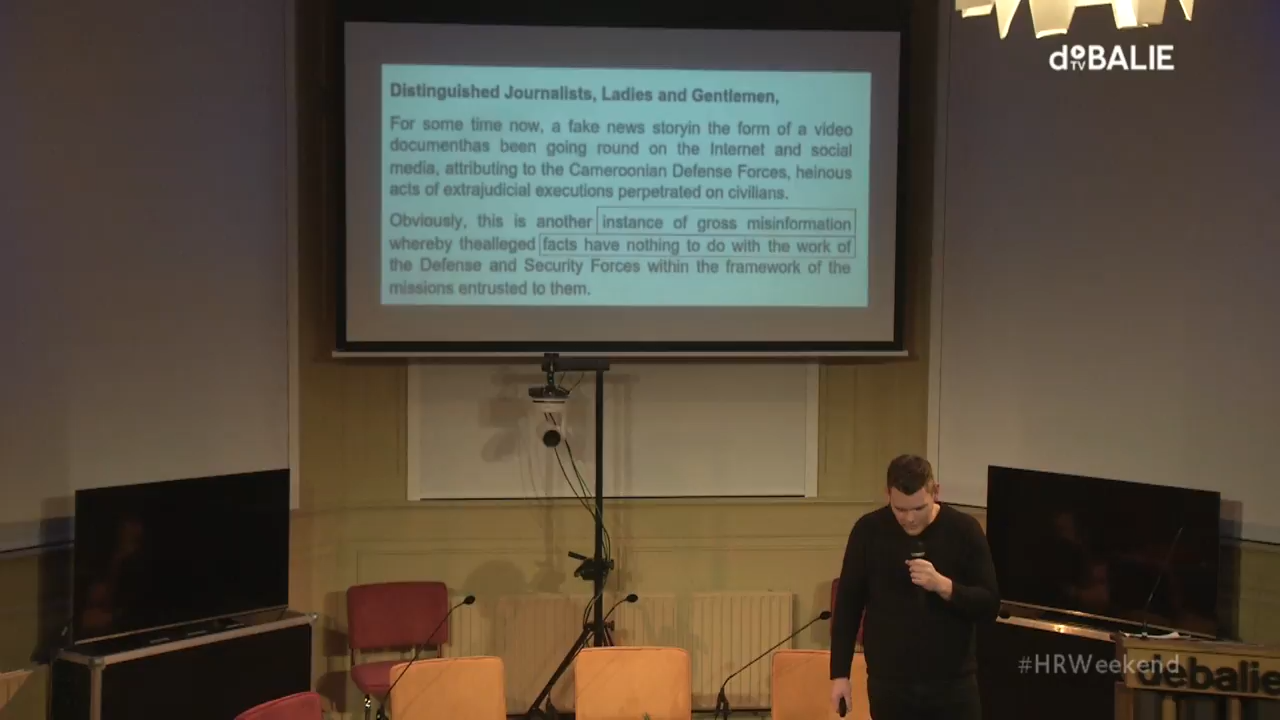 doBALIE
TV
Distinguished Journalists, Ladies and Gentlemen,
For some time now, a fake news storyin the form of a video
documenthas been going round on the Internet and social
media, attributing to the Cameroonian Defense Forces, heinous
acts of extrajudicial executions perpetrated on civilians.
Obviously, this is another instance of gross misinformation
whereby thealleged facts have nothing to do with the work of
the Defense and Security Forces within the framework of the
missions entrusted to them.
#HRWeekend
debalie